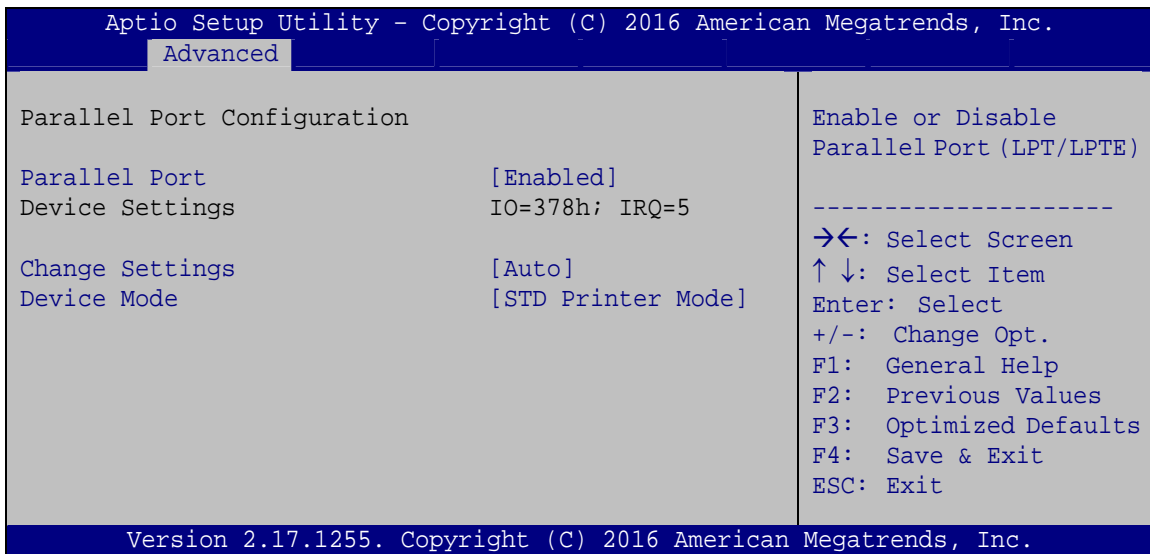 Aptio Setup Utility – Copyright (C) 2016 American Megatrends, Inc.
Advanced
Parallel Port Configuration
Parallel Port [Enabled]
Device Settings IO=378h; IRQ=5
Change Settings [Auto]
Device Mode [STD Printer Mode]
Enable or Disable
Parallel Port (LPT/LPTE)
---------------------
→←: Select Screen
↑ ↓: Select Item
Enter: Select
+/-: Change Opt.
F1: General Help
F2: Previous Values
F3: Optimized Defaults
F4: Save & Exit
ESC: Exit
Version 2.17.1255. Copyright (C) 2016 American Megatrends, Inc.